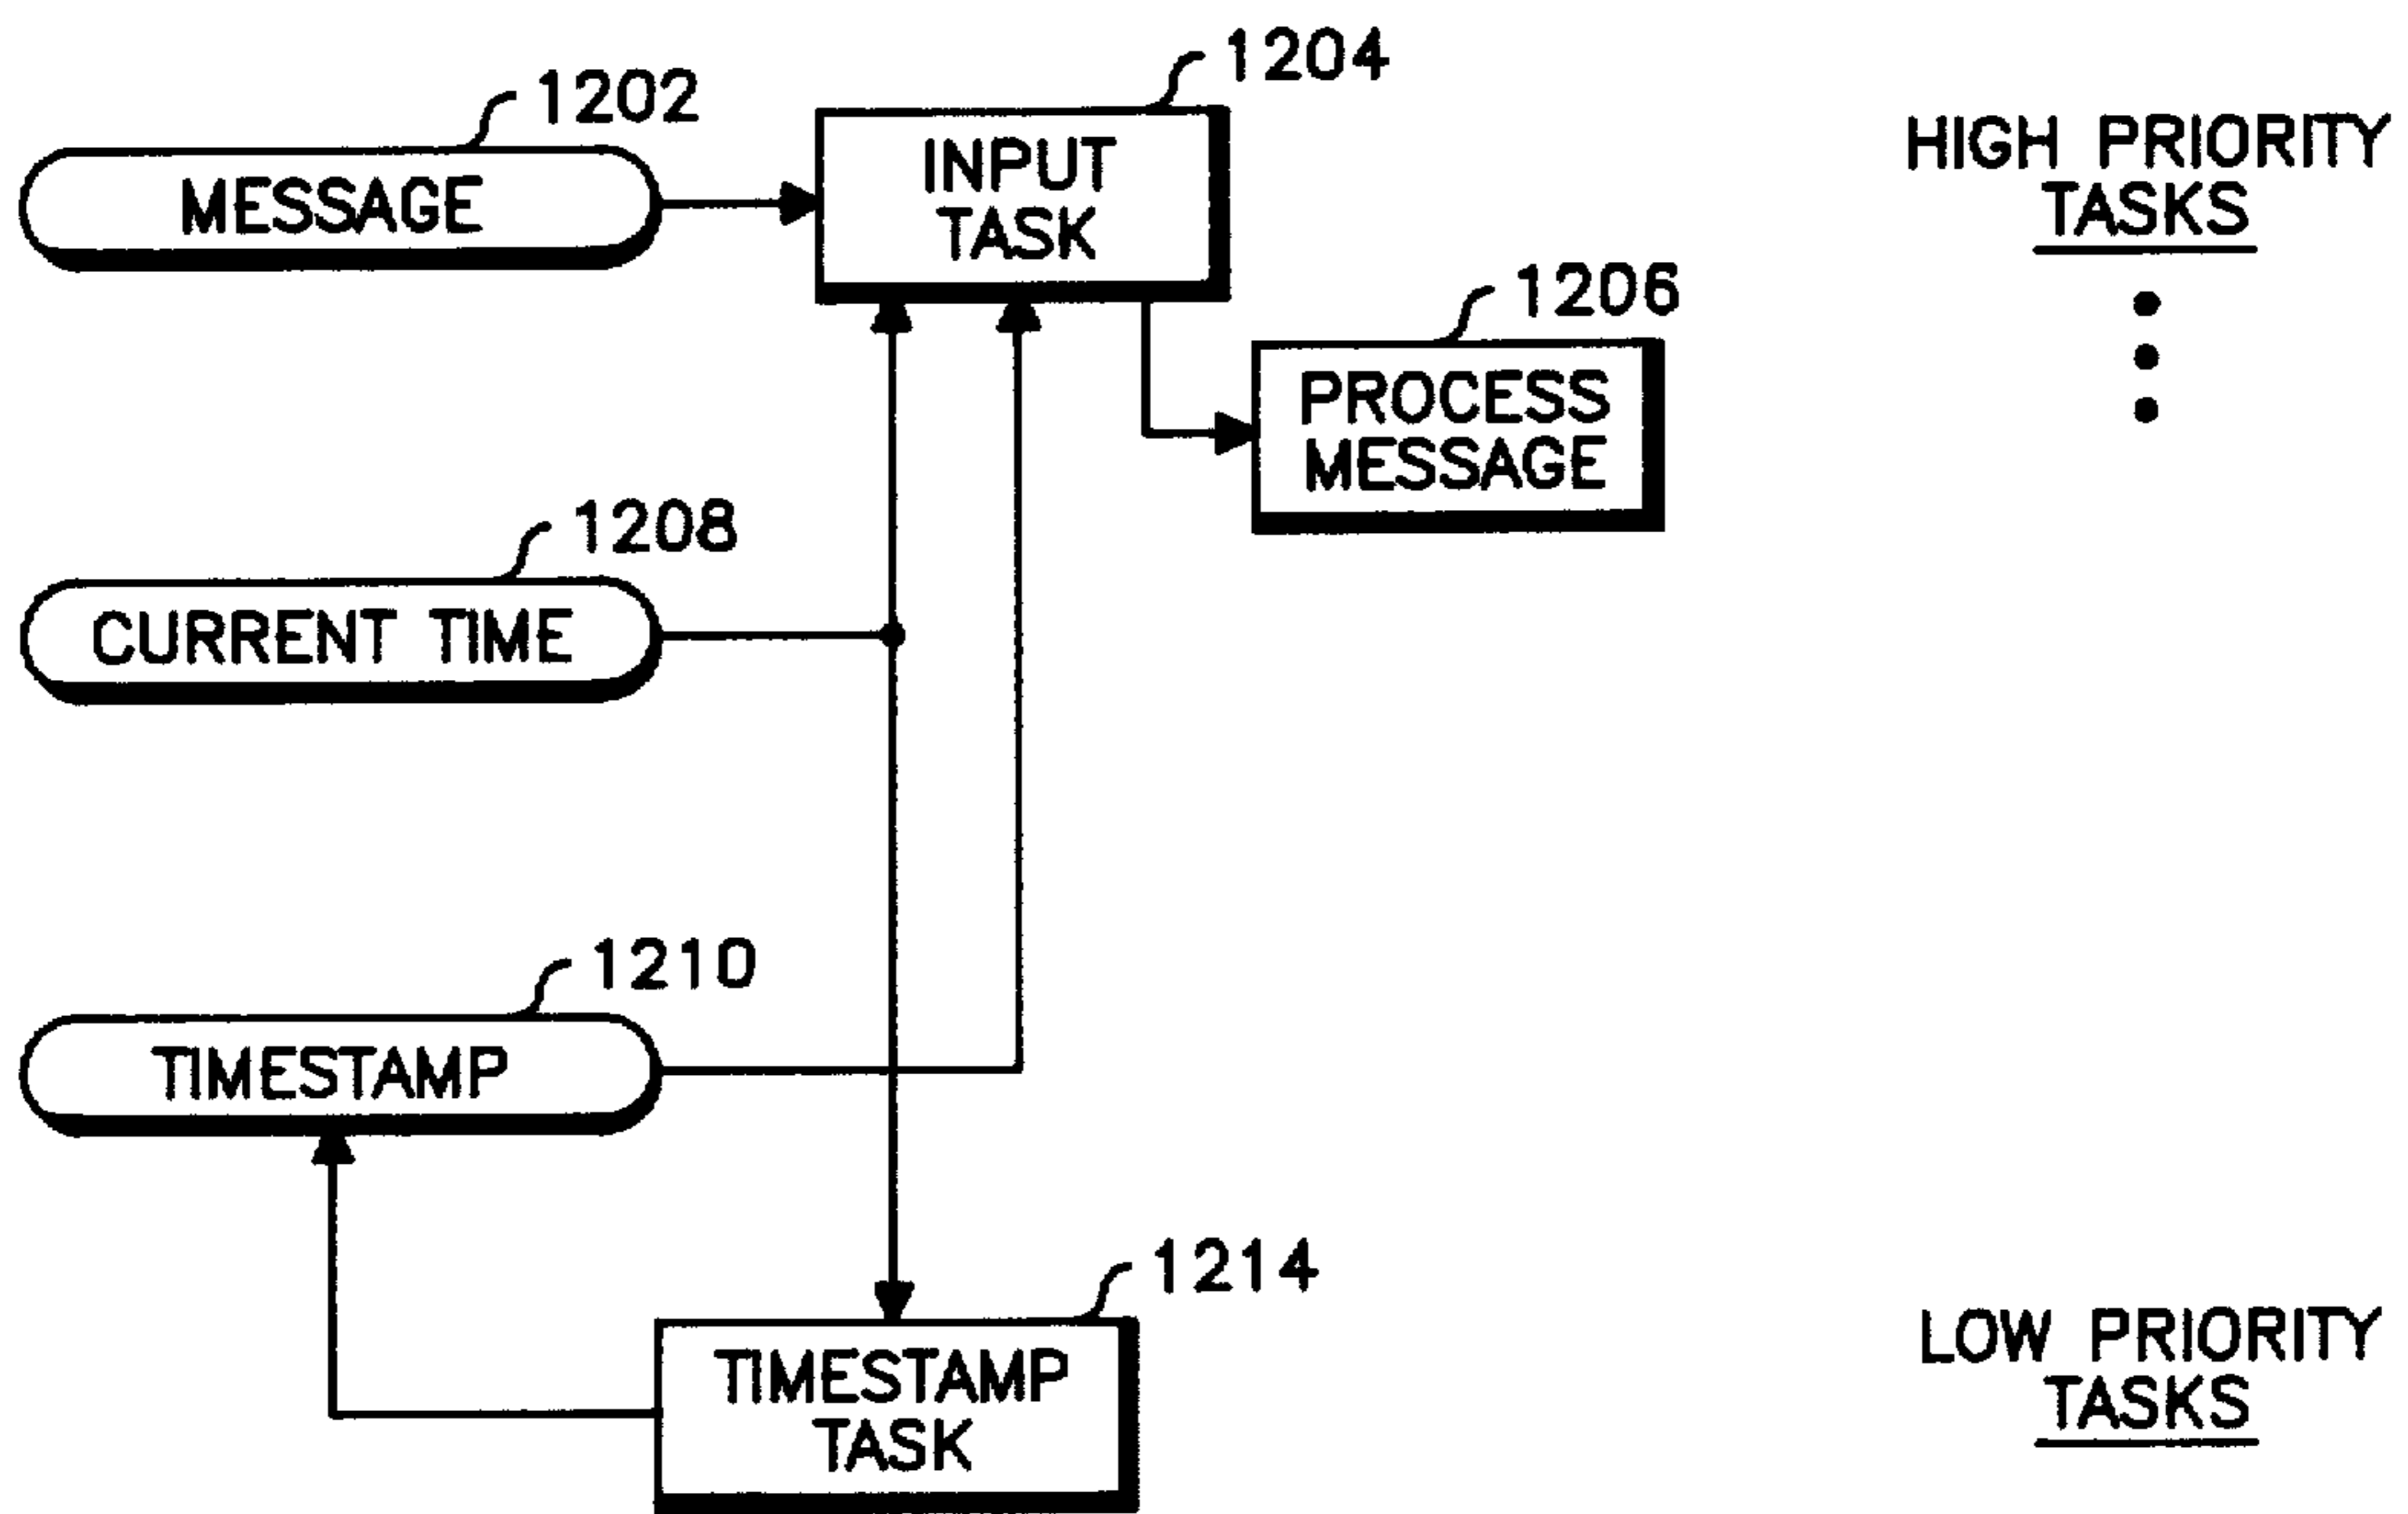 1202
MESSAGE
1204
INPUT
TASK
HIGH PRIORITY
TASKS
1206
PROCESS
MESSAGE
1208
CURRENT TIME
1210
TIMESTAMP
1214
TIMESTAMP
TASK
LOW PRIORITY
TASKS